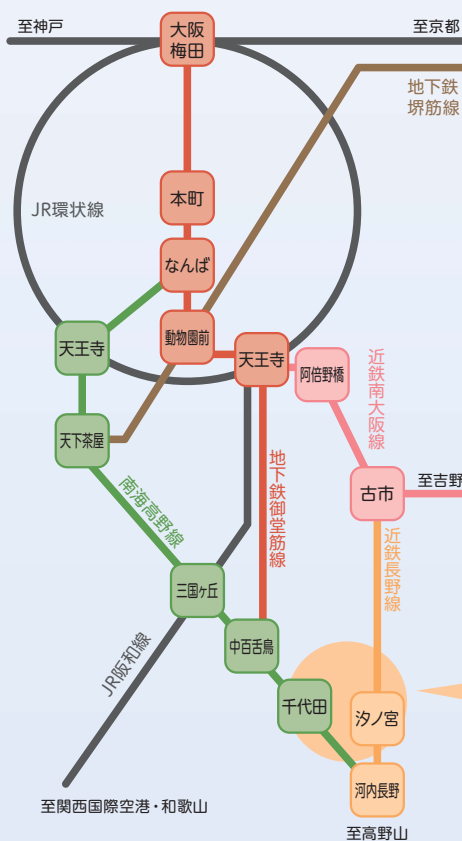 至神戸
大阪
梅田
至京都
地下鉄
堺筋線
本町
JR環状線
なんば
動物園前
天王寺
天王寺
阿倍野橋
近鉄南大阪線
天下茶屋
地下鉄御堂筋線
至吉野
古市
南海高野線
近鉄長野線
三国ヶ丘
中百舌鳥
JR阪和線
千代田
汐ノ宮
河内長野
至関西国際空港・和歌山
至高野山